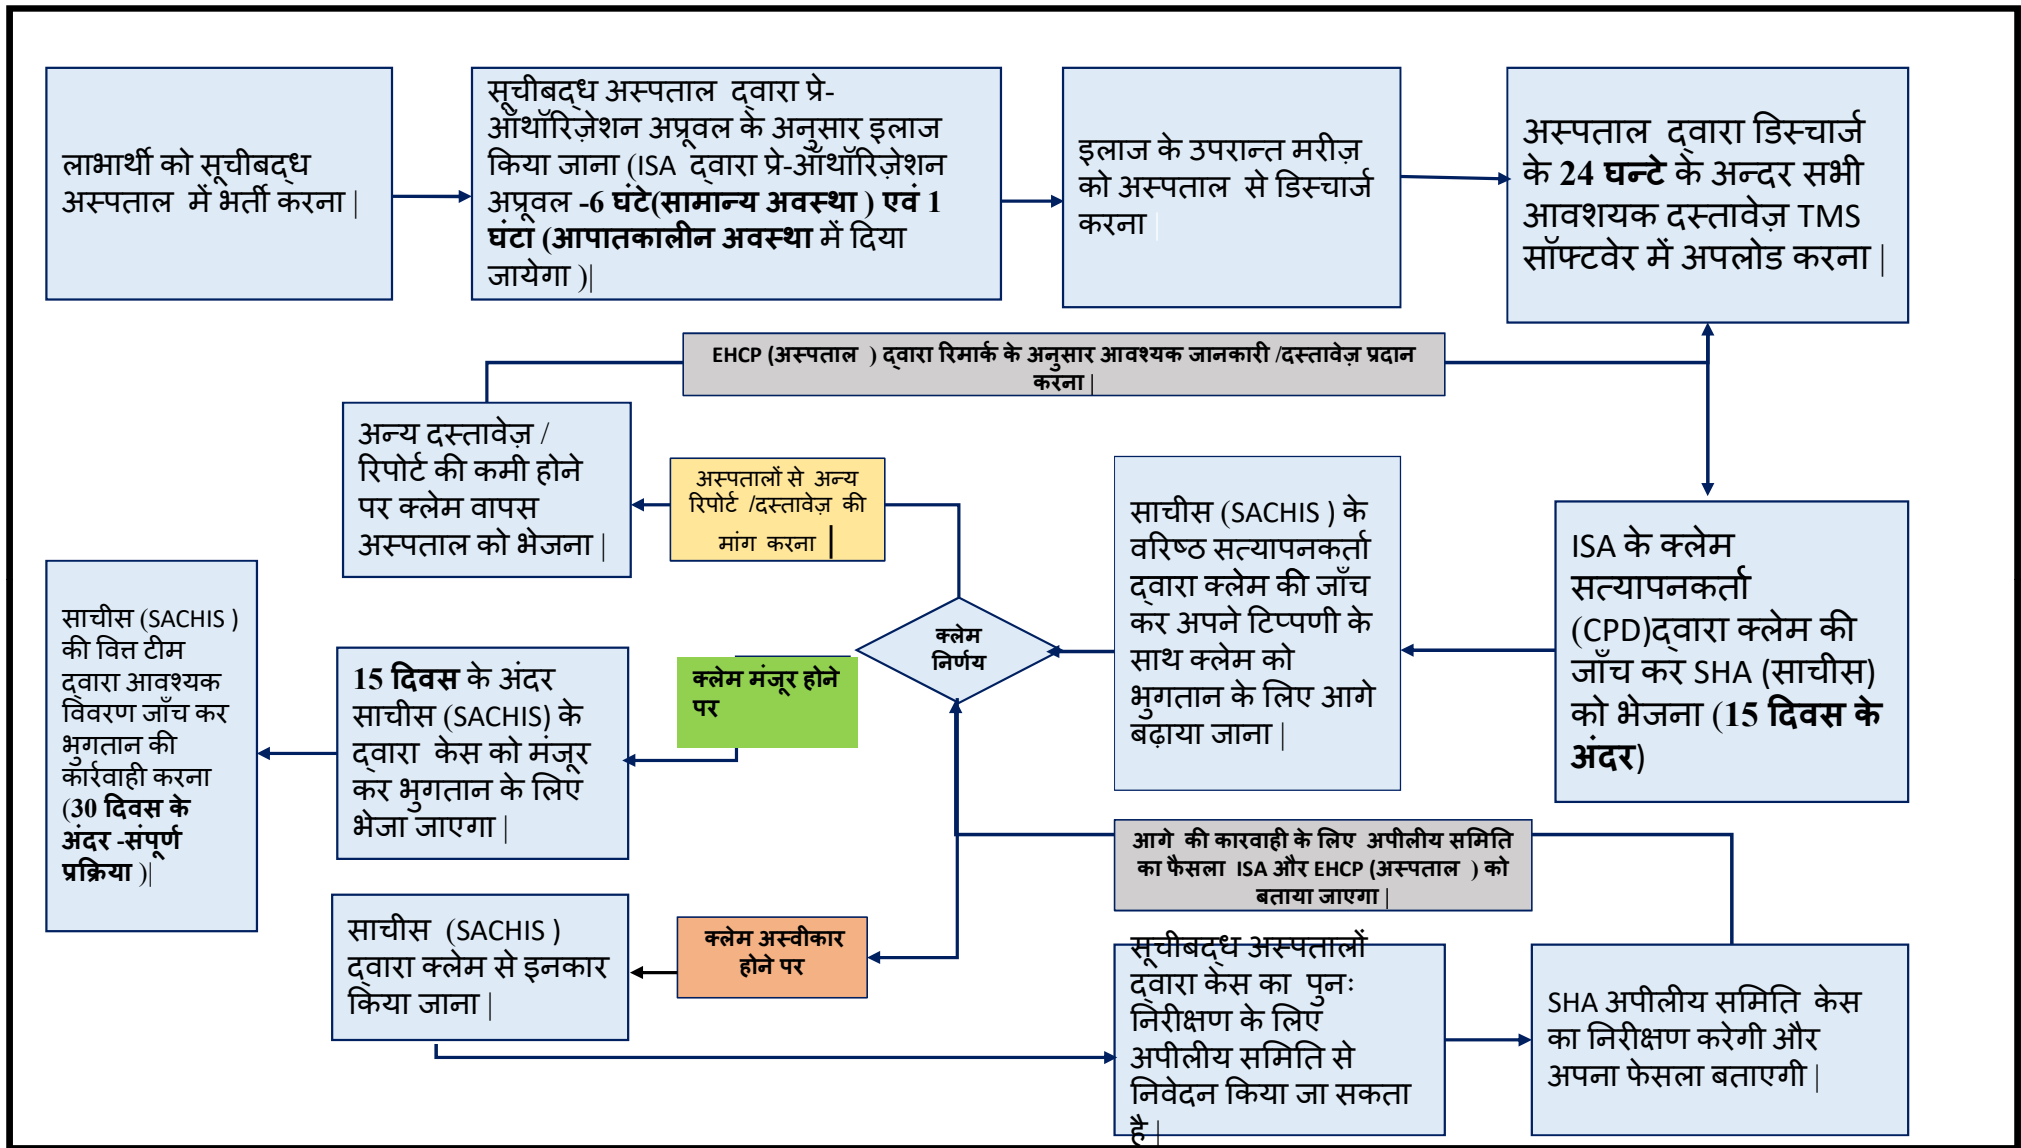 लाभार्थी को सूचीबद्ध
अस्पताल में भर्ती करना |
सूचीबद्ध अस्पताल द्वारा प्रे-
ऑथॉरिज़ेशन अप्रूवल के अनुसार इलाज
किया जाना (ISA द्वारा प्रे-ऑथॉरिज़ेशन
अप्रूवल -6 घंटे(सामान्य अवस्था ) एवं 1
घंटा (आपातकालीन अवस्था में दिया
जायेगा )|
इलाज के उपरान्त मरीज़
को अस्पताल से डिस्चार्ज
करना |
अस्पताल द्वारा डिस्चार्ज
के 24 घन्टे के अन्दर सभी
आवशयक दस्तावेज़ TMS
सॉफ्टवेर में अपलोड करना |
EHCP (अस्पताल ) द्वारा रिमार्क के अनुसार आवश्यक जानकारी /दस्तावेज़ प्रदान
करना |
अन्य दस्तावेज़ /
रिपोर्ट की कमी होने
पर क्लेम वापस
अस्पताल को भेजना |
अस्पतालों से अन्य
रिपोर्ट /दस्तावेज़ की
मांग करना |
साचीस (SACHIS ) के
वरिष्ठ सत्यापनकर्ता
द्वारा क्लेम की जाँच
कर अपने टिप्पणी के
साथ क्लेम को
भुगतान के लिए आगे
बढ़ाया जाना |
ISA के क्लेम
सत्यापनकर्ता
(CPD)द्वारा क्लेम की
जाँच कर SHA (साचीस)
को भेजना (15 दिवस के
अंदर)
क्लेम
निर्णय
साचीस (SACHIS )
की वित्त टीम
द्वारा आवश्यक
विवरण जाँच कर
भुगतान की
कार्रवाही करना
(30 दिवस के
अंदर -संपूर्ण
प्रक्रिया )|
15 दिवस के अंदर
साचीस (SACHIS) के
द्वारा केस को मंजूर
कर भुगतान के लिए
भेजा जाएगा |
क्लेम मंजूर होने
पर
आगे की कारवाही के लिए अपीलीय समिति
का फैसला ISA और EHCP (अस्पताल ) को
बताया जाएगा |
साचीस (SACHIS )
द्वारा क्लेम से इनकार
किया जाना |
क्लेम अस्वीकार
होने पर
सूचीबद्ध अस्पतालों
द्वारा केस का पुनः
निरीक्षण के लिए
अपीलीय समिति से
निवेदन किया जा सकता
है |
SHA अपीलीय समिति केस
का निरीक्षण करेगी और
अपना फेसला बताएगी |